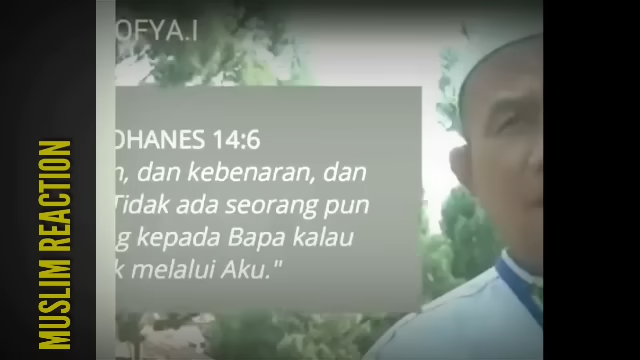 OFYA.I
OHANES 14:6
n, dan kebenaran, dan
Tidak ada seorang pun
g kepada Bapa kalau
k melalui Aku."
MUSLIM REACTION